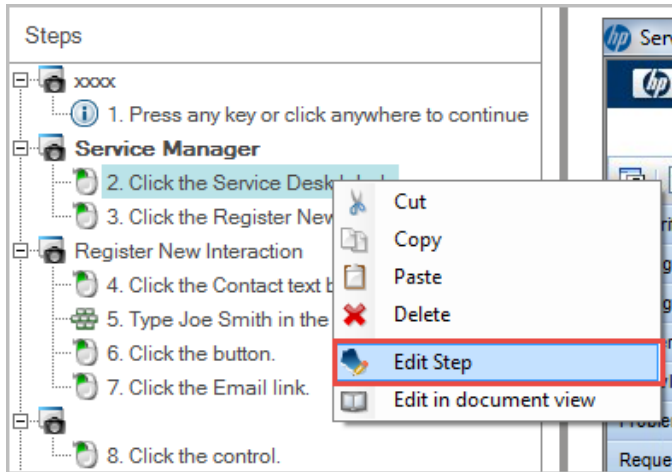 Steps
hp Serv
hp
xxxx
1. Press any key or click anywhere to continue
Service Manager
2. Click the Service Desk
3. Click the Register New
Register New Interaction
4. Click the Contact text
5. Type Joe Smith in the
6. Click the button.
7. Click the Email link.
8. Click the control.
Cut
Copy
Paste
Delete
Edit Step
Edit in document view
Reque